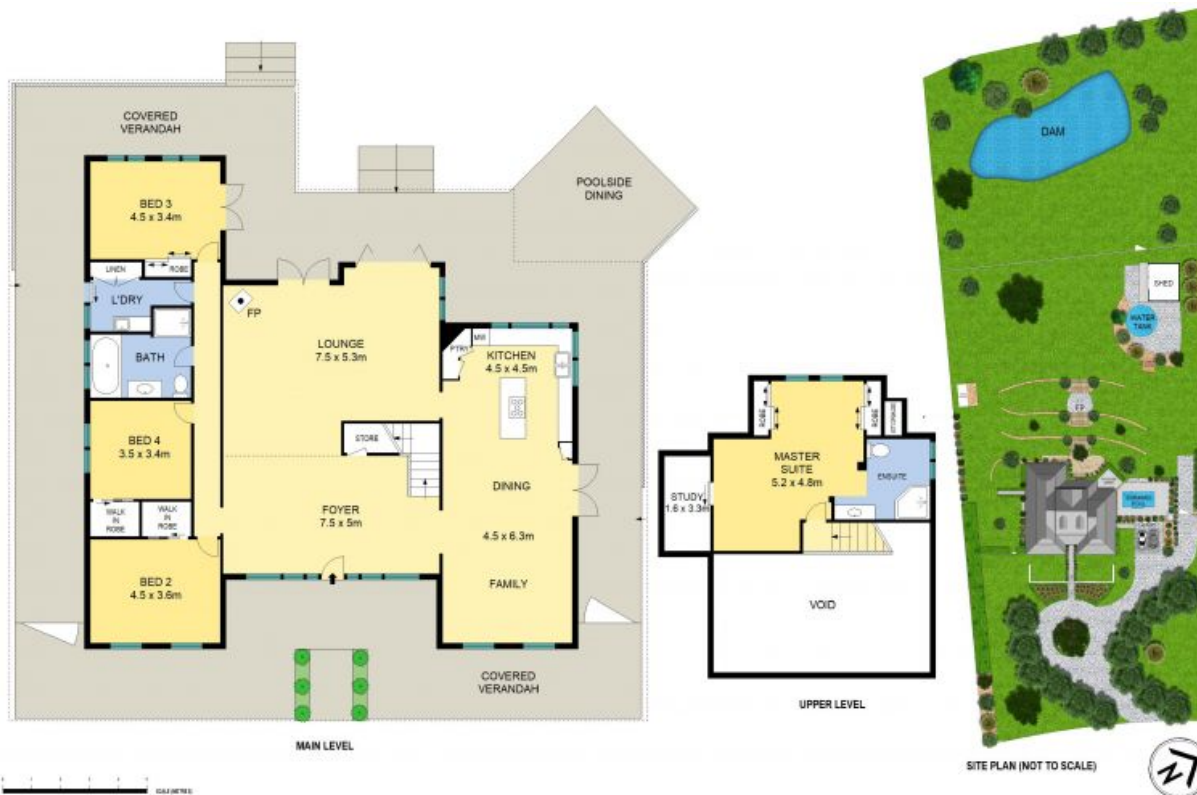 COVERED
VERANDAH
BED 3
4.5 x 3.4m
LINEN
ROBE
L'DRY
BATH
BED 4
3.5 x 3.4m
WALK
IN
ROBE
WALK
IN
ROBE
BED 2
4.5 x 3.6m
FP
LOUNGE
7.5 x 5.3m
STORE
FOYER
7.5 x 5m
POOLSIDE
DINING
PTRY
MW
KITCHEN
4.5 x 4.5m
DINING
4.5 x 6.3m
FAMILY
COVERED
VERANDAH
MAIN LEVEL
ROBE
ROBE
STORAGE
MASTER
SUITE
5.2 x 4.8m
STUDY
1.6 x 3.3m
ENSUITE
VOID
UPPER LEVEL
DAM
SHED
WATER
TANK
FP
SITE PLAN (NOT TO SCALE)
N
SCALE (METRES)